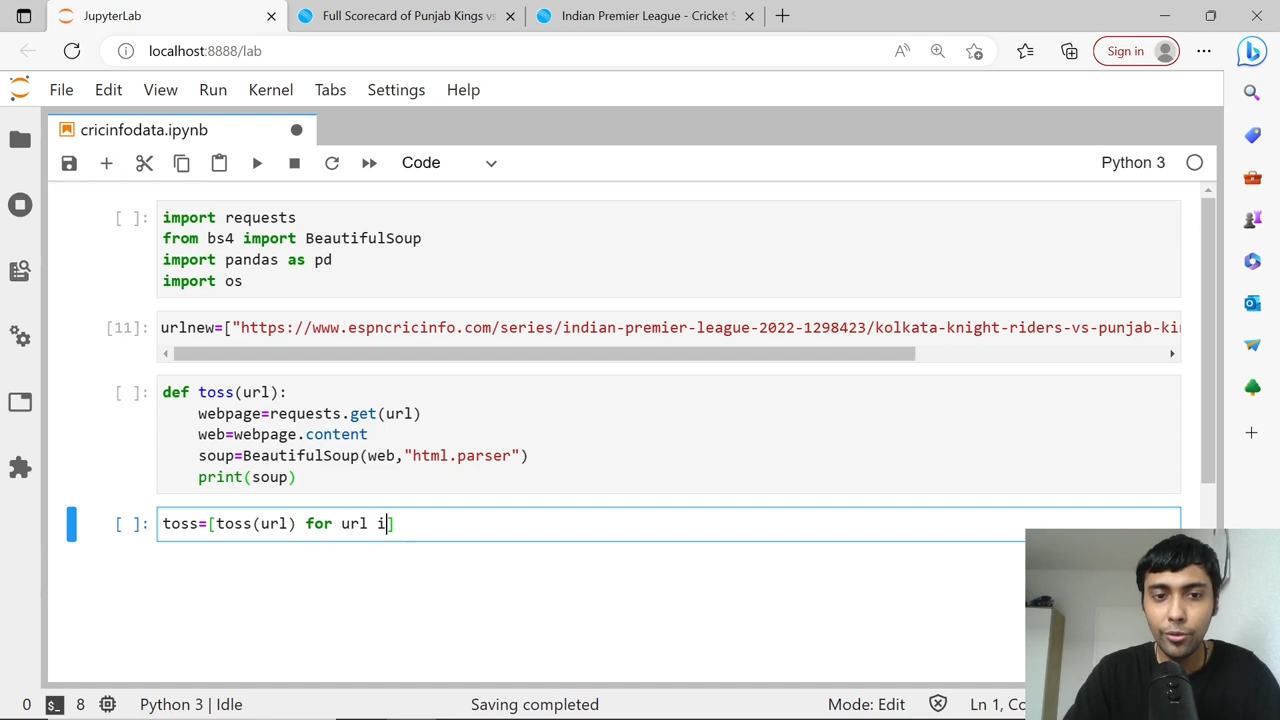 JupyterLab
Full Scorecard of Punjab Kings vs
Indian Premier League - Cricket S
localhost:8888/lab
Sign in
File Edit View Run Kernel Tabs Settings Help
cricinfodata.ipynb
Code
Python 3
[ ]:
import requests
from bs4 import BeautifulSoup
import pandas as pd
import os
[11]:
urlnew=["https://www.espncricinfo.com/series/indian-premier-league-2022-1298423/kolkata-knight-riders-vs-punjab-kin
[ ]:
def toss(url):
webpage=requests.get(url)
web=webpage.content
soup=BeautifulSoup(web,"html.parser")
print(soup)
[ ]:
toss=[toss(url) for url i]
0 8 Python 3 | Idle Saving completed Mode: Edit Ln 1, Co